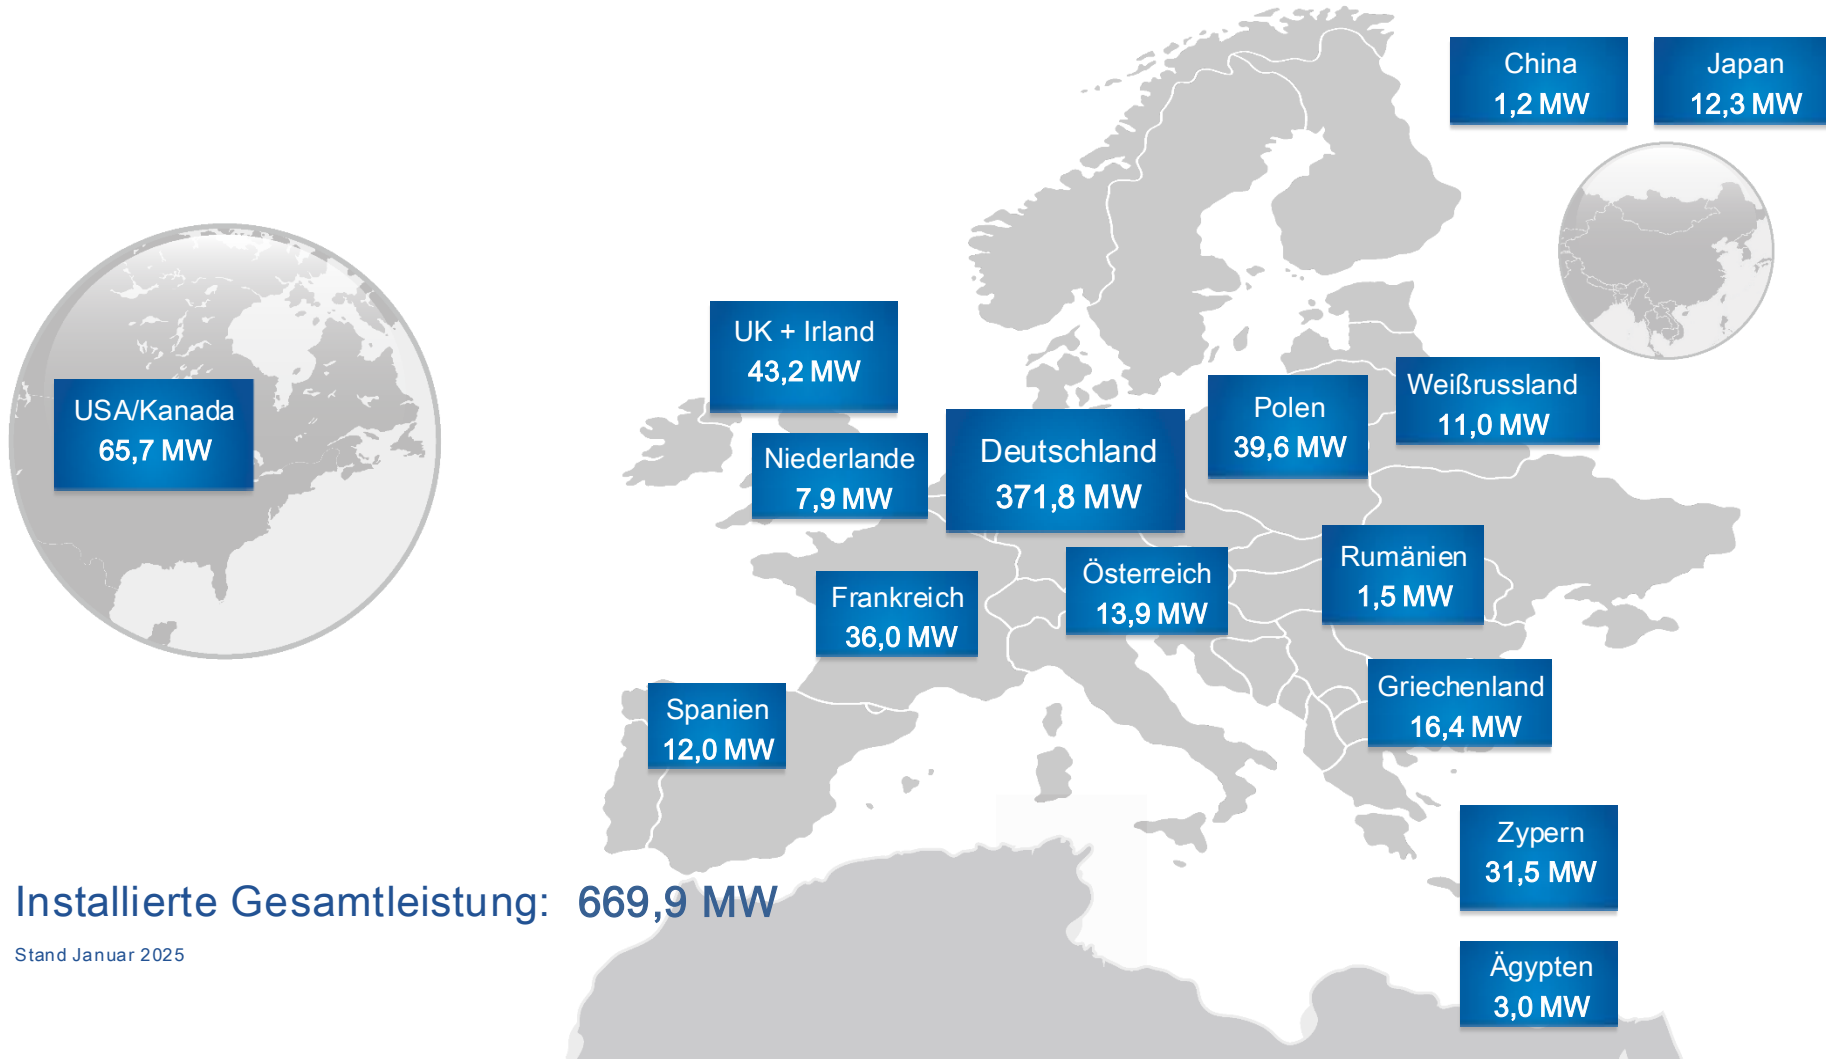 China
1,2 MW
Japan
12,3 MW
UK + Irland
43,2 MW
Weißrussland
11,0 MW
USA/Kanada
65,7 MW
Niederlande
7,9 MW
Deutschland
371,8 MW
Polen
39,6 MW
Frankreich
36,0 MW
Österreich
13,9 MW
Rumänien
1,5 MW
Spanien
12,0 MW
Griechenland
16,4 MW
Zypern
31,5 MW
Installierte Gesamtleistung: 669,9 MW
Stand Januar 2025
Ägypten
3,0 MW